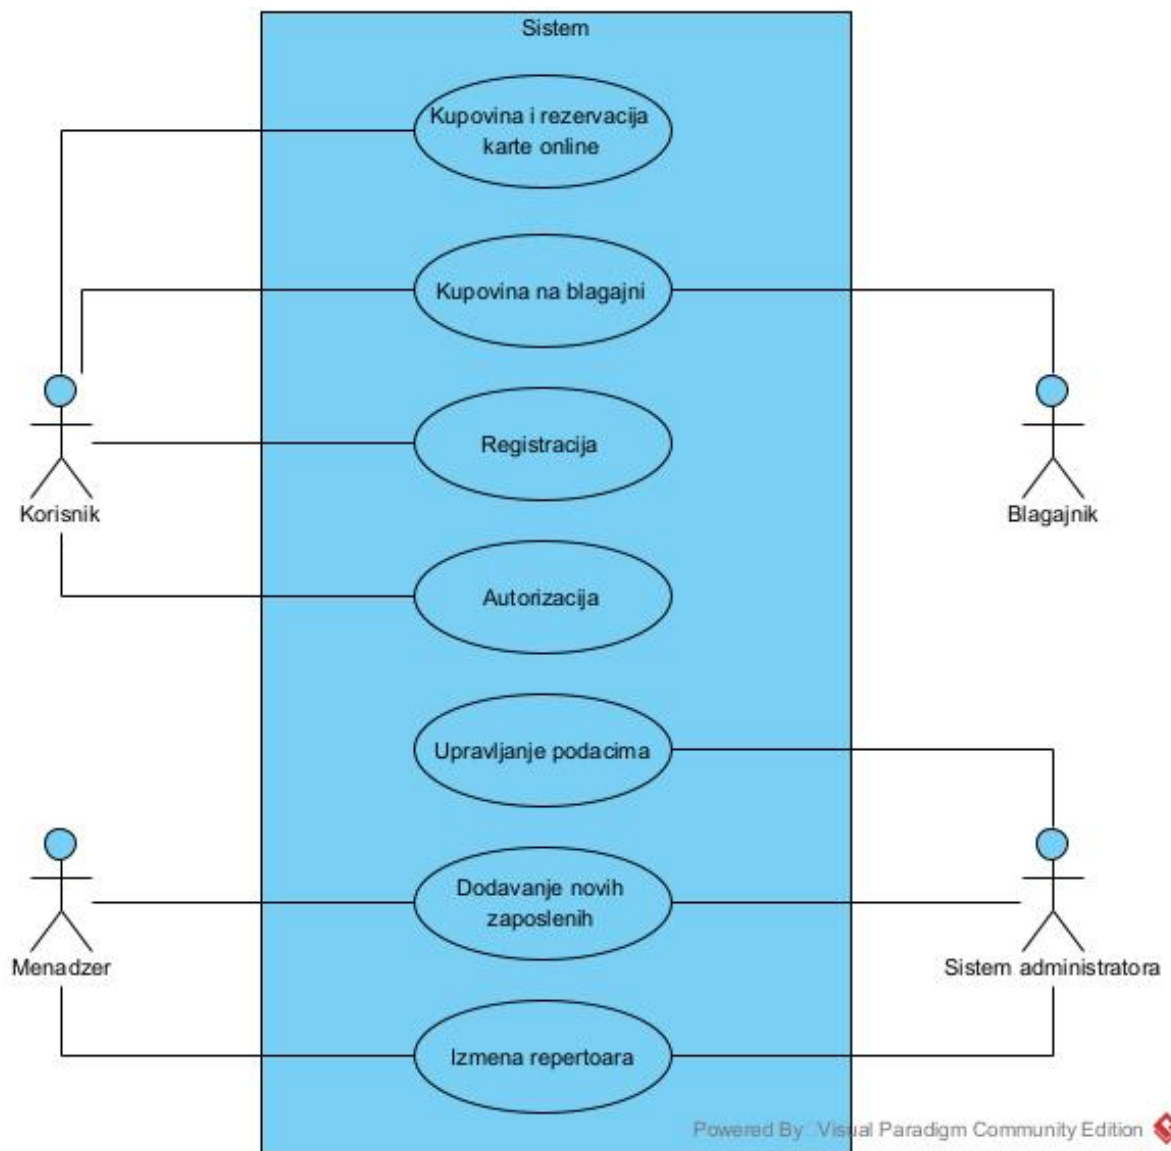 Sistem
Kupovina i rezervacija
karte online
Kupovina na blagajni
Registracija
Korisnik
Blagajnik
Autorizacija
Upravljanje podacima
Dodavanje novih
zaposlenih
Menadzer
Sistem administratora
Izmena repertoara
Powered By Visual Paradigm Community Edition